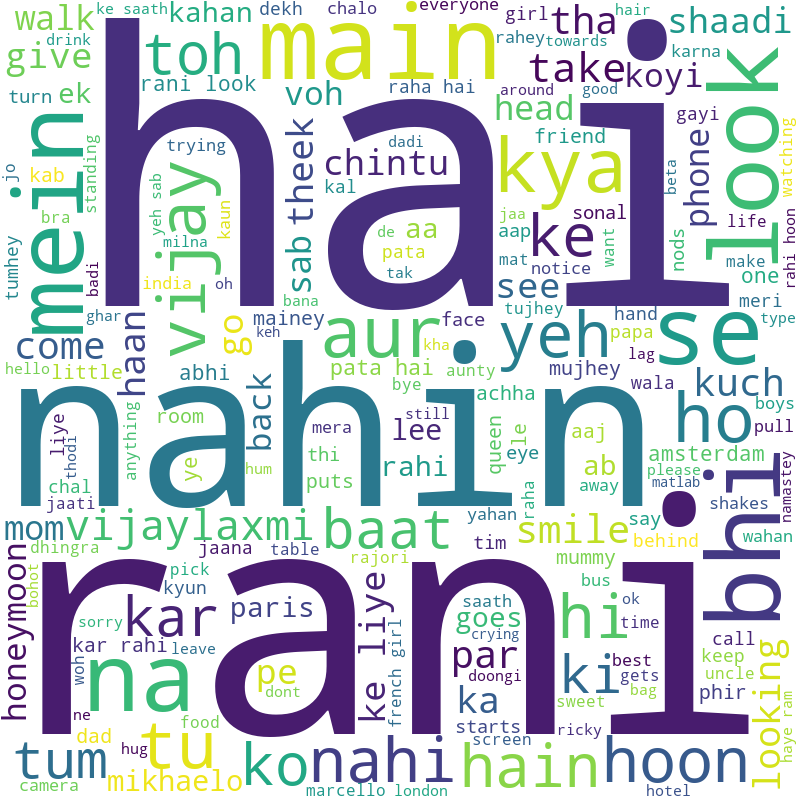 ke saath
kahan
dekh
chalo
everyone
girl
tha
hair
shaadi
walk
drink
give
toh
main
rahey
towards
karna
ek
rani look
voh
raha hai
take
koyi
look
turn
around
good
gayi
head
hai
trying
dadi
friend
phone
watching
jo
kab
standing
mein
vijay
theek
chintu
kya
beta
bra
yeh sab
kal
jaa
ke
sonal
life
tumhey
milna
kaun
sab
de
aa
aap
want
nods
make
rahi hoon
badi
pata
mat
notice
one
india
oh
tak
see
meri
type
bana
tujhey
ghar
haan
mainey
face
hand
se
come
go
keh
aur
kha
yeh
papa
hello
little
abhi
back
pata hai
aunty
mujhey
lag
bye
wala
kuch
achha
nahin
room
mera
still
lee
queen
le
ho
boys
pull
anything
liye
thodi
ye
thi
rahi
eye
aaj
amsterdam
chal
hum
puts
ab
please
jaati
raha
away
matlab
bhi
namastey
mom
vijaylaxmi
baat
yahan
smile
say
shakes
wahan
dhingra
jaana
table
rajori
tim
mummy
behind
bohot
pick
kyun
bus
honeymoon
rani
kar
paris
ke liye
saath
goes
hi
ok
time
sorry
leave
kar rahi
french girl
crying
par
best
call
looking
na
woh
pe
doongi
ki
gets
keep
uncle
dont
ka
sweet
bag
phir
haye ram
ne
dad
tu
food
starts
ricky
tum
hug
ko
nahi
screen
hain
hoon
camera
mikhaelo
marcello
london
hotel